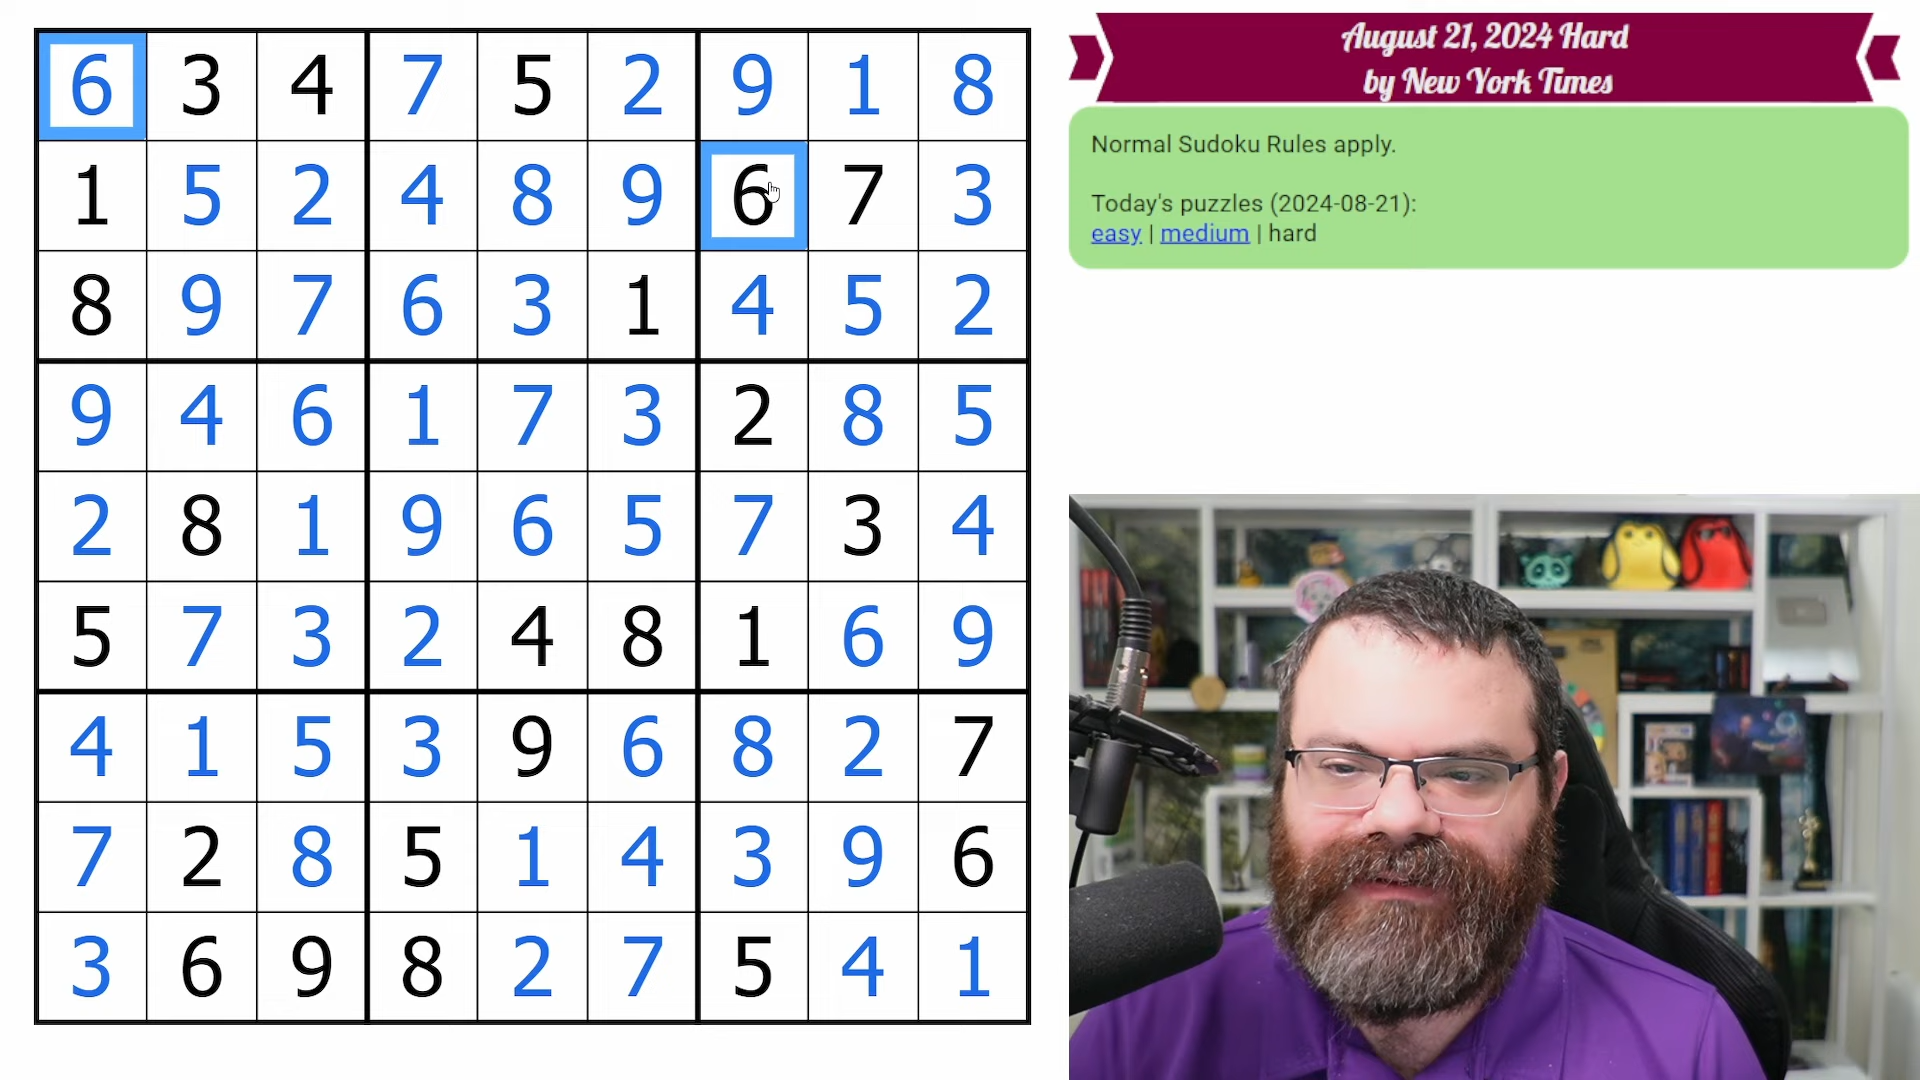 6 3 4 7 5 2 9 1 8
1 5 2 4 8 9 6 7 3
8 9 7 6 3 1 4 5 2
9 4 6 1 7 3 2 8 5
2 8 1 9 6 5 7 3 4
5 7 3 2 4 8 1 6 9
4 1 5 3 9 6 8 2 7
7 2 8 5 1 4 3 9 6
3 6 9 8 2 7 5 4 1
August 21, 2024 Hard
by New York Times
Normal Sudoku Rules apply.
Today's puzzles (2024-08-21):
easy | medium | hard